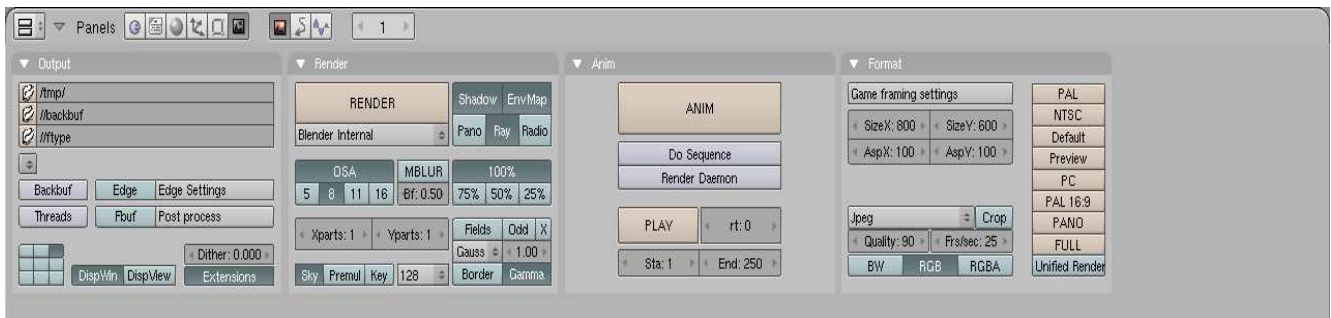 Panels 1
Output
/tmp/
//backbuf
//ftype
Backbuf Edge Edge Settings
Threads Fbuf Post process
Dither: 0.000
DispWin DispView Extensions
Render
RENDER Shadow EnvMap
Blender Internal Pano Ray Radio
OSA MBLUR 100%
5 8 11 16 Bf: 0.50 75% 50% 25%
Xparts: 1 Yparts: 1 Fields Odd X
Gauss 1.00
Sky Premul Key 128 Border Gamma
Anim
ANIM
Do Sequence
Render Daemon
PLAY rt: 0
Sta: 1 End: 250
Format
Game framing settings PAL
NTSC
SizeX: 800 SizeY: 600 Default
AspX: 100 AspY: 100 Preview
PC
PAL 16:9
Jpeg Crop PANO
Quality: 90 Frs/sec: 25 FULL
BW RGB RGBA Unified Render